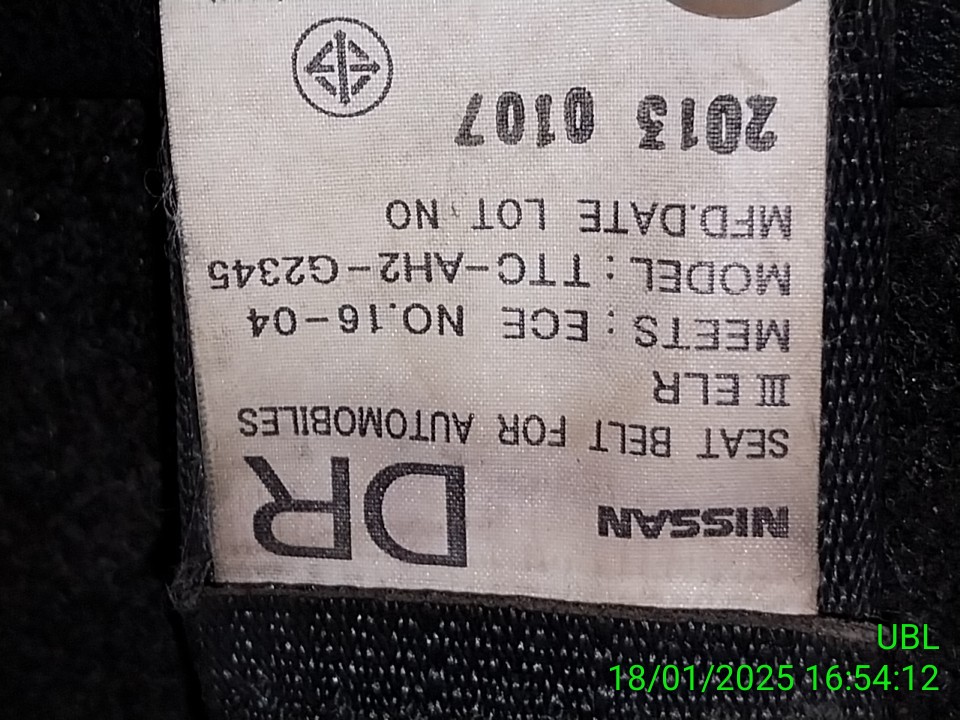 NISSAN DR
SEAT BELT FOR AUTOMOBILES
III ELR
MEETS : ECE NO.16-04
MODEL : TTC-AH2-G2345
MFD.DATE LOT NO
2013 0107
UBL
18/01/2025 16:54:12